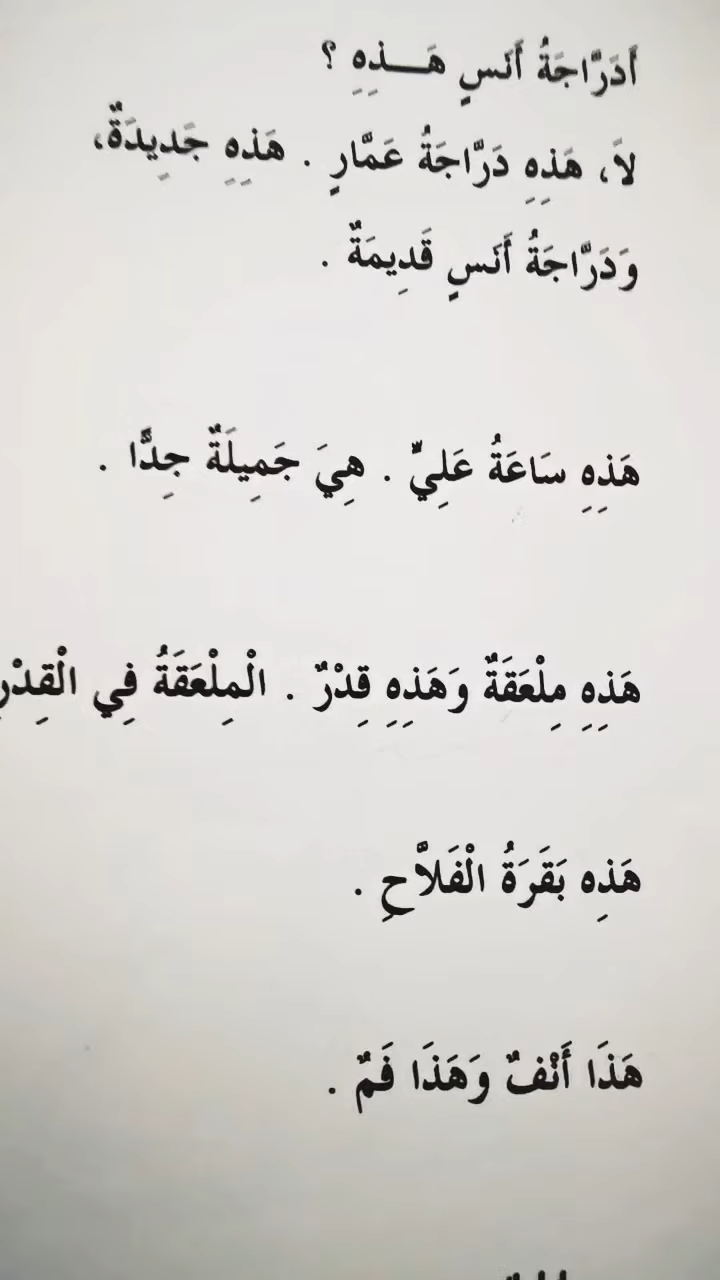 أَدَرَّاجَةُ أَنَسٍ هَـــذِهِ ؟
لاَ، هَذِهِ دَرَّاجَةُ عَمَّارٍ . هَذِهِ جَدِيدَةٌ،
وَدَرَّاجَةُ أَنَسٍ قَدِيمَةٌ .
هَذِهِ سَاعَةُ عَلِيٍّ . هِيَ جَمِيلَةٌ جِدًّا .
هَذِهِ مِلْعَقَةٌ وَهَذِهِ قِدْرٌ . الْمِلْعَقَةُ فِي الْقِدْرِ
هَذِه بَقَرَةُ الْفَلاَّحِ .
هَذَا أَنْفٌ وَهَذَا فَمٌ .